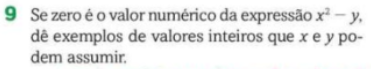 9 Se zero é o valor numérico da expressão x² − y,
dê exemplos de valores inteiros que x e y po-
dem assumir.